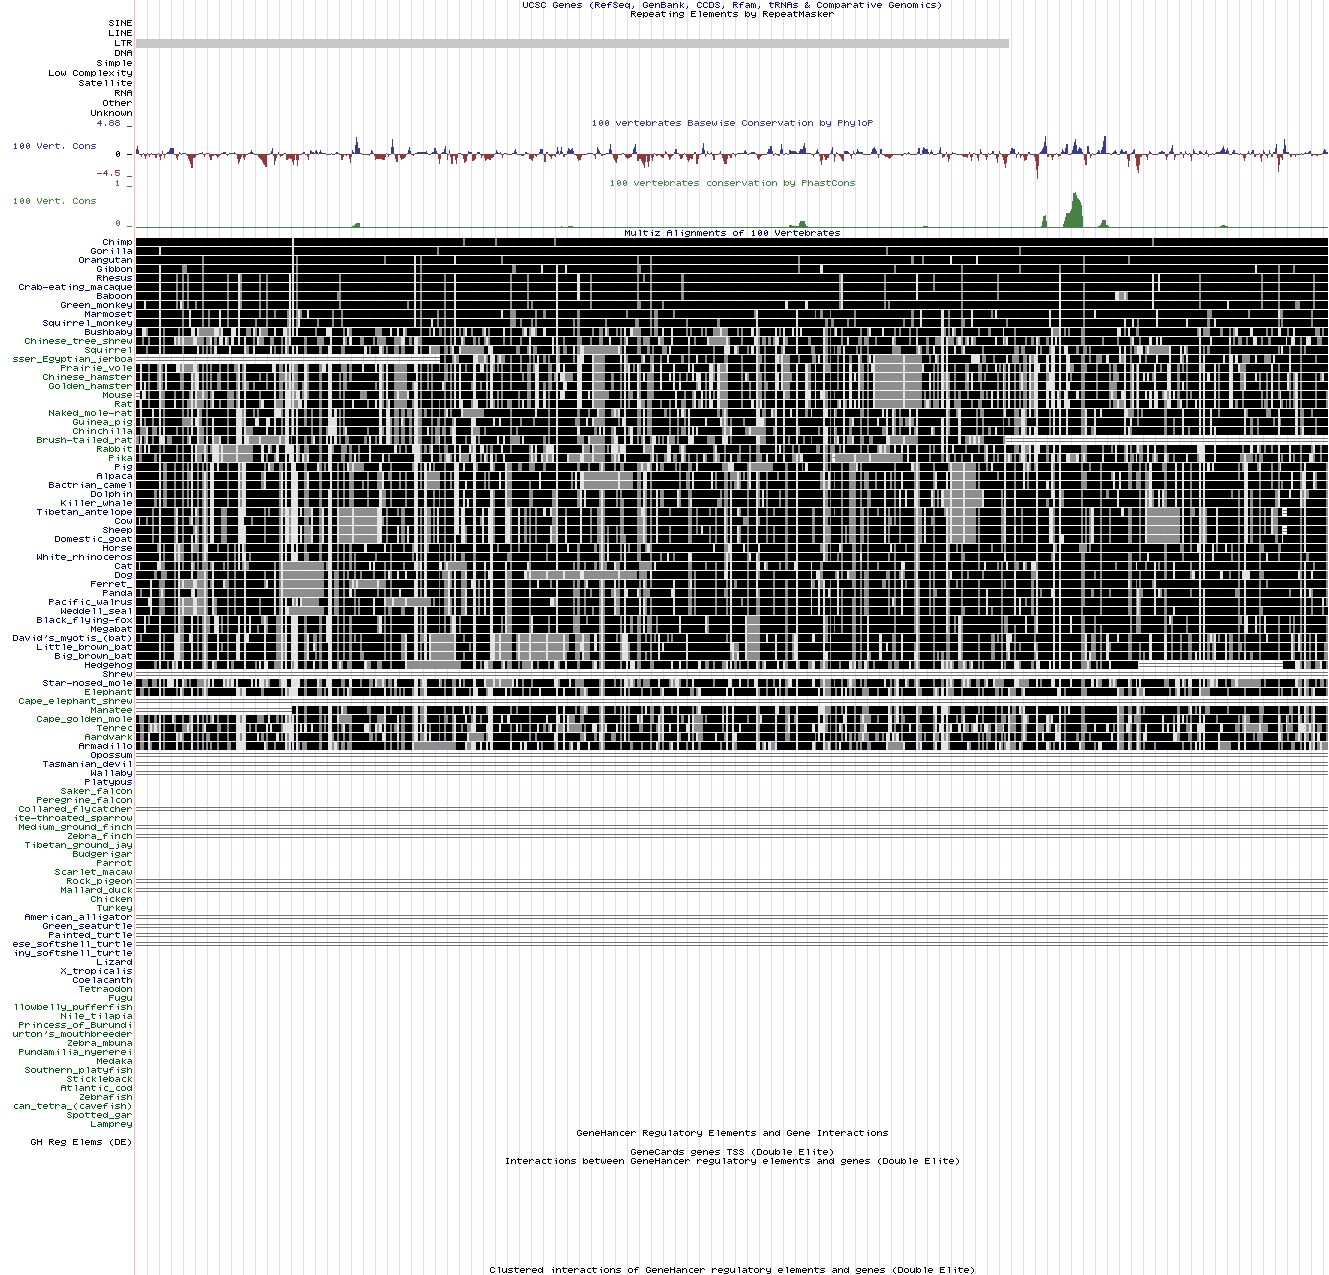 UCSC Genes (RefSeq, GenBank, CCDS, Rfam, tRNAs & Comparative Genomics)
Repeating Elements by RepeatMasker
SINE
LINE
LTR
DNA
Simple
Low Complexity
Satellite
RNA
Other
Unknown
4.88 _
100 vertebrates Basewise Conservation by PhyloP
100 Vert. Cons
0 -
-4.5 _
100 vertebrates conservation by PhastCons
1 _
100 Vert. Cons
0 _
Multiz Alignments of 100 Vertebrates
Chimp
Gorilla
Orangutan
Gibbon
Rhesus
Crab-eating_macaque
Baboon
Green_monkey
Marmoset
Squirrel_monkey
Bushbaby
Chinese_tree_shrew
Squirrel
sser_Egyptian_jerboa
Prairie_vole
Chinese_hamster
Golden_hamster
Mouse
Rat
Naked_mole-rat
Guinea_pig
Chinchilla
Brush-tailed_rat
Rabbit
Pika
Pig
Alpaca
Bactrian_camel
Dolphin
Killer_whale
Tibetan_antelope
Cow
Sheep
Domestic_goat
Horse
White_rhinoceros
Cat
Dog
Ferret_
Panda
Pacific_walrus
Weddell_seal
Black_flying-fox
Megabat
David's_myotis_(bat)
Little_brown_bat
Big_brown_bat
Hedgehog
Shrew
Star-nosed_mole
Elephant
Cape_elephant_shrew
Manatee
Cape_golden_mole
Tenrec
Aardvark
Armadillo
Opossum
Tasmanian_devil
Wallaby
Platypus
Saker_falcon
Peregrine_falcon
Collared_flycatcher
ite-throated_sparrow
Medium_ground_finch
Zebra_finch
Tibetan_ground_jay
Budgerigar
Parrot
Scarlet_macaw
Rock_pigeon
Mallard_duck
Chicken
Turkey
American_alligator
Green_seaturtle
Painted_turtle
ese_softshell_turtle
iny_softshell_turtle
Lizard
X_tropicalis
Coelacanth
Tetraodon
Fugu
llowbelly_pufferfish
Nile_tilapia
Princess_of_Burundi
urton's_mouthbreeder
Zebra_mbuna
Pundamilia_nyererei
Medaka
Southern_platyfish
Stickleback
Atlantic_cod
Zebrafish
can_tetra_(cavefish)
Spotted_gar
Lamprey
GeneHancer Regulatory Elements and Gene Interactions
GH Reg Elems (DE)
GeneCards genes TSS (Double Elite)
Interactions between GeneHancer regulatory elements and genes (Double Elite)
Clustered interactions of GeneHancer regulatory elements and genes (Double Elite)